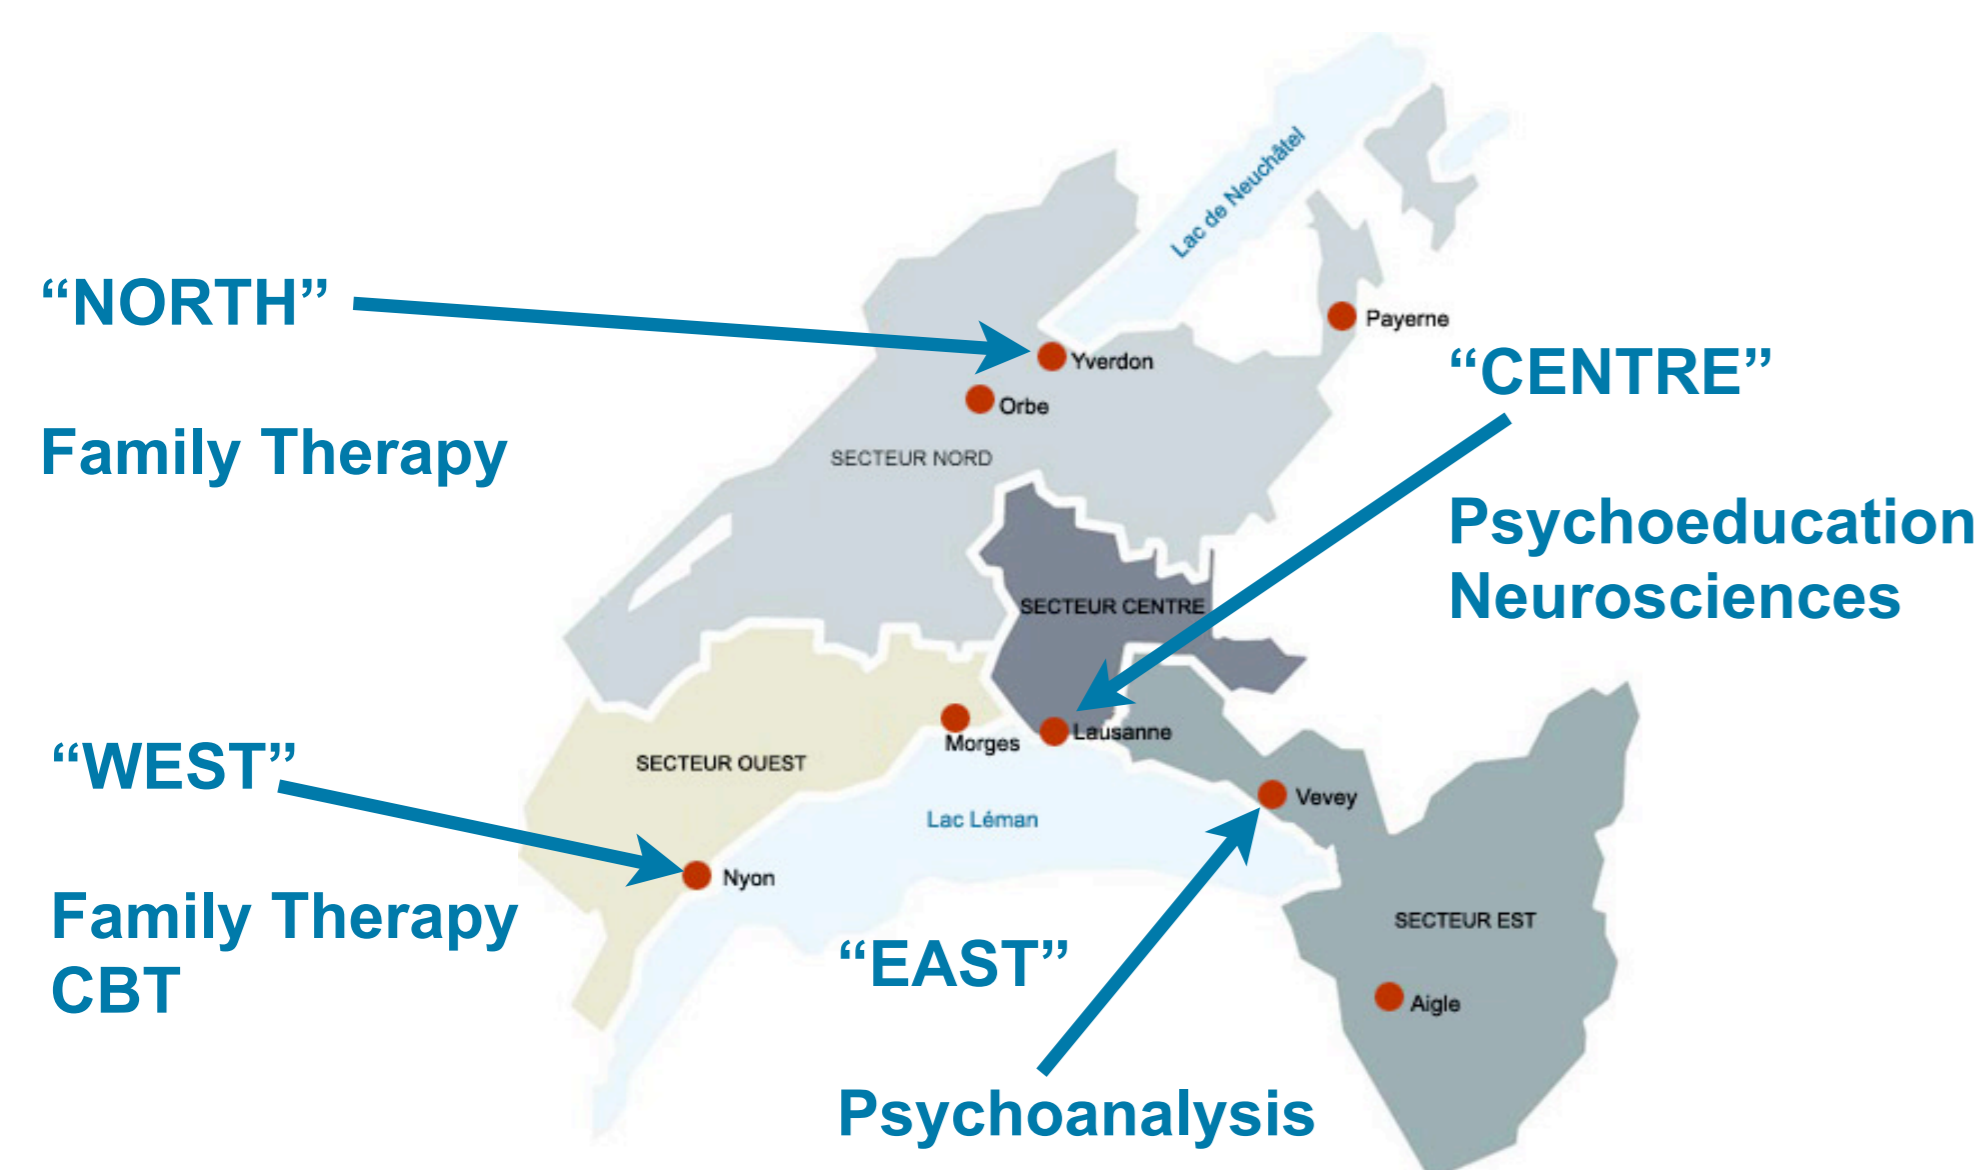 Lac de Neuchâtel
“NORTH”
Payerne
Yverdon
“CENTRE”
Orbe
Family Therapy
SECTEUR NORD
Psychoeducation
Neurosciences
SECTEUR CENTRE
“WEST”
Morges
Lausanne
SECTEUR OUEST
Vevey
Lac Léman
Nyon
Family Therapy
CBT
SECTEUR EST
“EAST”
Aigle
Psychoanalysis